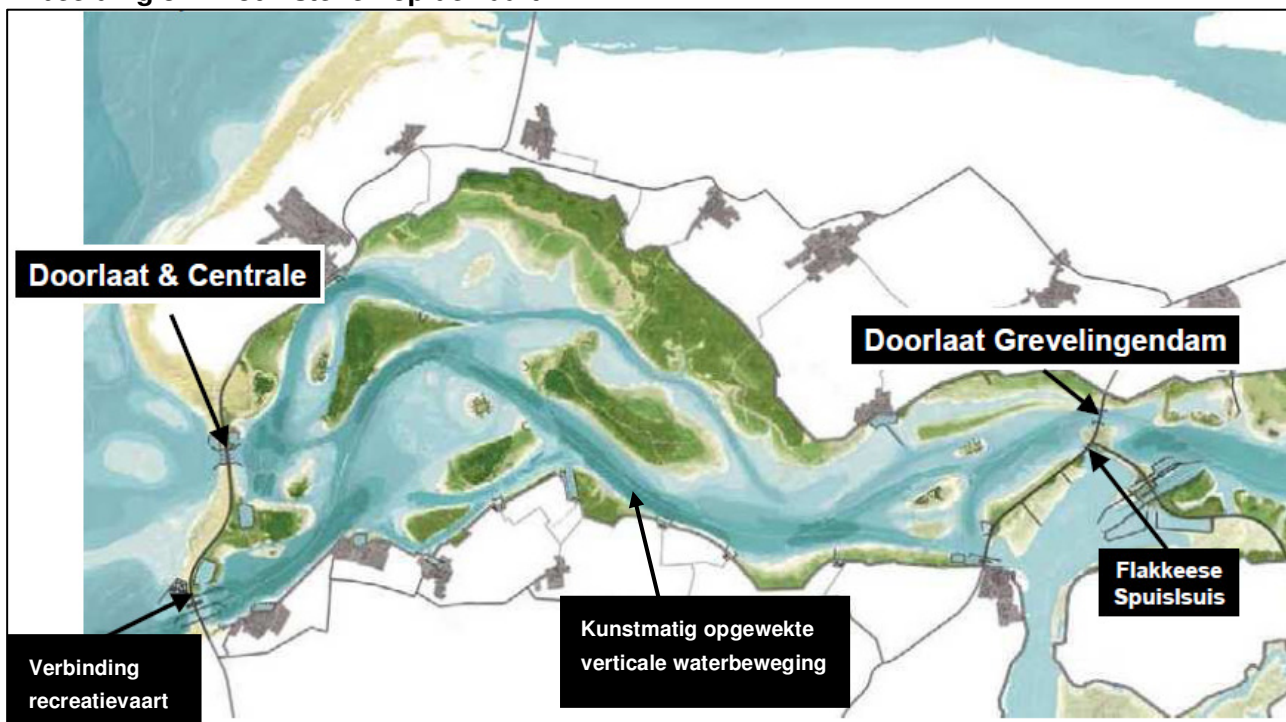 Doorlaat & Centrale
Doorlaat Grevelingendam
Flakkeese
Spuislsuis
Kunstmatig opgewekte
verticale waterbeweging
Verbinding
recreatievaart